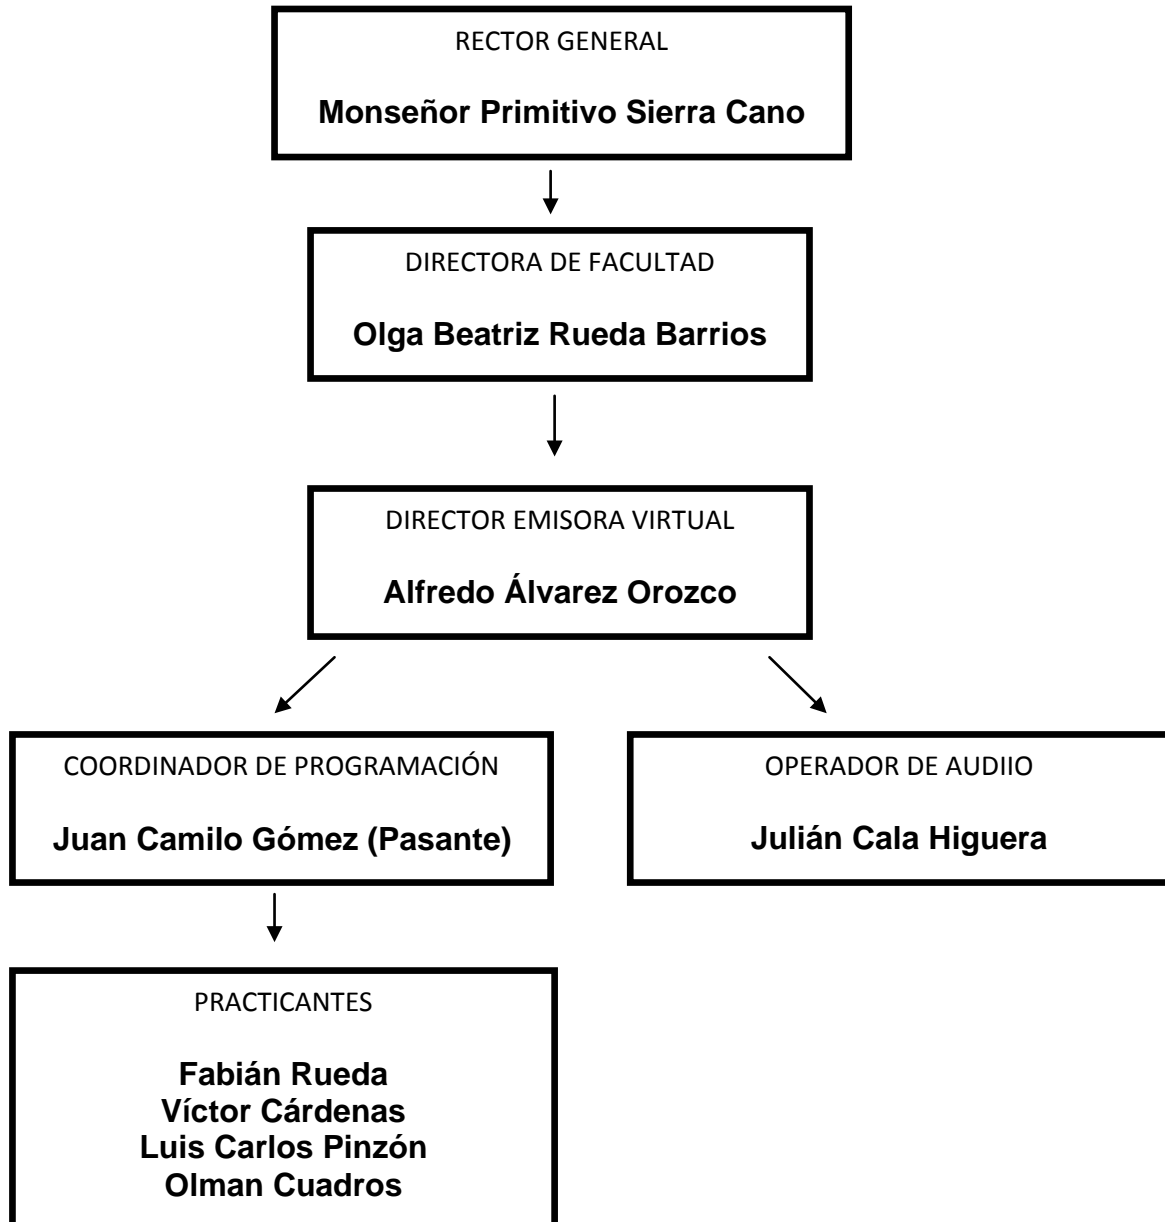 RECTOR GENERAL
Monseñor Primitivo Sierra Cano
DIRECTORA DE FACULTAD
Olga Beatriz Rueda Barrios
DIRECTOR EMISORA VIRTUAL
Alfredo Álvarez Orozco
COORDINADOR DE PROGRAMACIÓN
Juan Camilo Gómez (Pasante)
OPERADOR DE AUDIIO
Julián Cala Higuera
PRACTICANTES
Fabián Rueda
Víctor Cárdenas
Luis Carlos Pinzón
Olman Cuadros